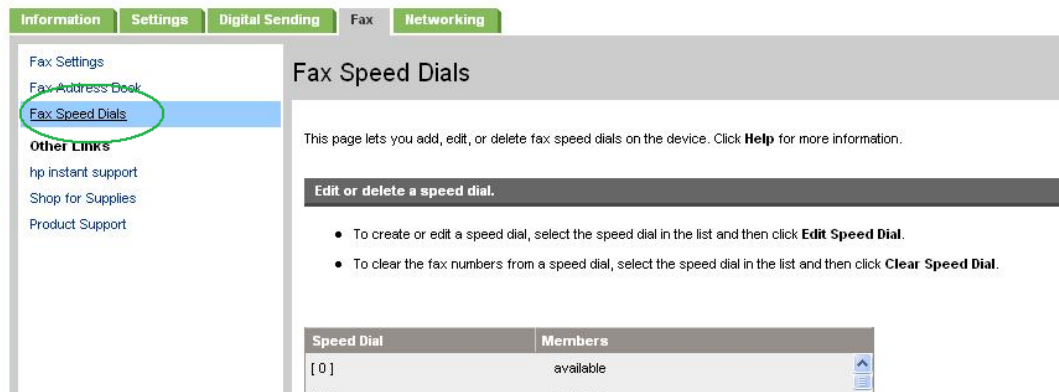 Information Settings Digital Sending Fax Networking
Fax Settings
Fax Address Book
Fax Speed Dials
Other Links
hp instant support
Shop for Supplies
Product Support
Fax Speed Dials
This page lets you add, edit, or delete fax speed dials on the device. Click Help for more information.
Edit or delete a speed dial.
• To create or edit a speed dial, select the speed dial in the list and then click Edit Speed Dial.
• To clear the fax numbers from a speed dial, select the speed dial in the list and then click Clear Speed Dial.
Speed Dial Members
[ 0 ] available